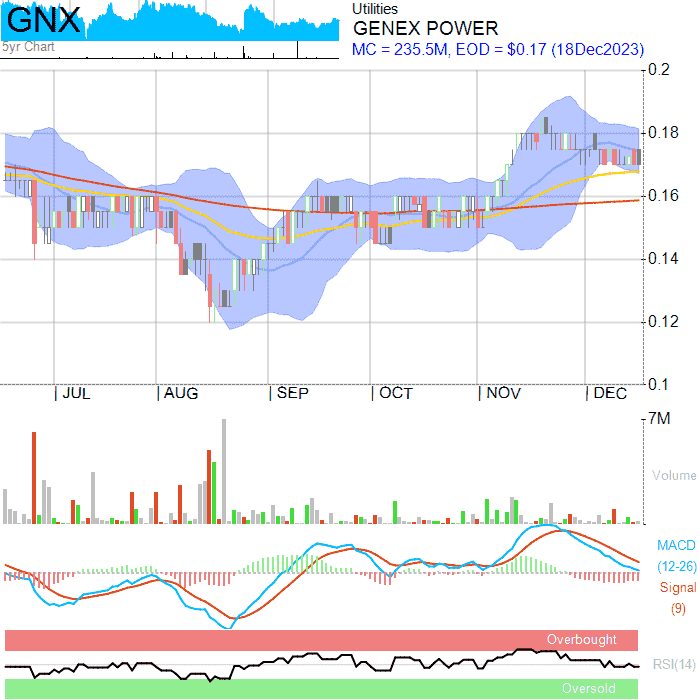 GNX
5yr Chart
Utilities
GENEX POWER
MC = 235.5M, EOD = $0.17 (18Dec2023)
0.2
0.18
0.16
0.14
0.12
0.1
JUL AUG SEP OCT NOV DEC
7M
Volume
MACD
(12-26)
Signal
(9)
Overbought
RSI(14)
Oversold